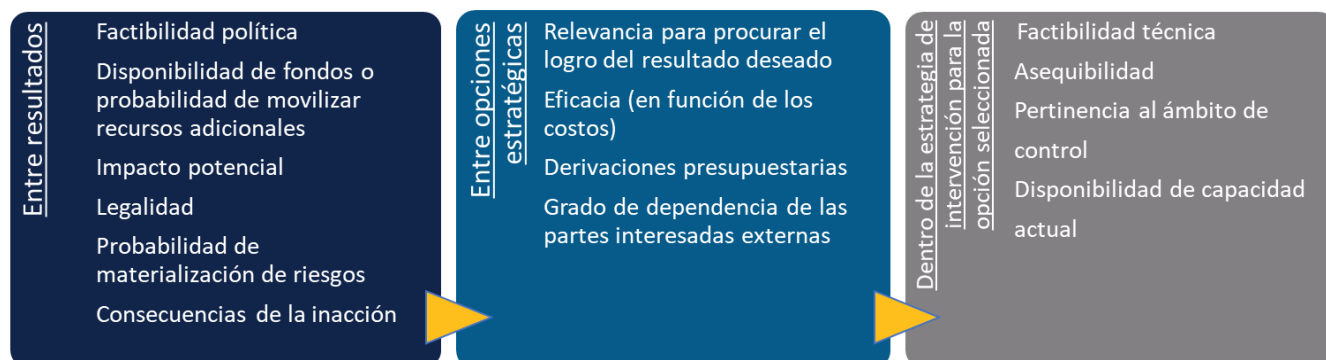 Entre resultados
Factibilidad política
Disponibilidad de fondos o
probabilidad de movilizar
recursos adicionales
Impacto potencial
Legalidad
Probabilidad de
materialización de riesgos
Consecuencias de la inacción
Entre opciones
estratégicas
Relevancia para procurar el
logro del resultado deseado
Eficacia (en función de los
costos)
Derivaciones presupuestarias
Grado de dependencia de las
partes interesadas externas
Dentro de la estrategia de
intervención para la
opción seleccionada
Factibilidad técnica
Asequibilidad
Pertinencia al ámbito de
control
Disponibilidad de capacidad
actual